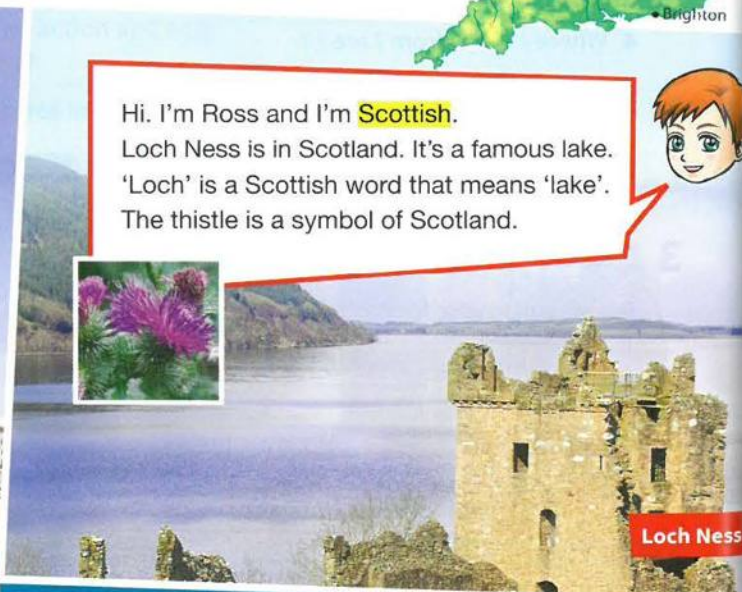 Brighton
Hi. I'm Ross and I'm Scottish.
Loch Ness is in Scotland. It's a famous lake.
'Loch' is a Scottish word that means 'lake'.
The thistle is a symbol of Scotland.
Loch Ness